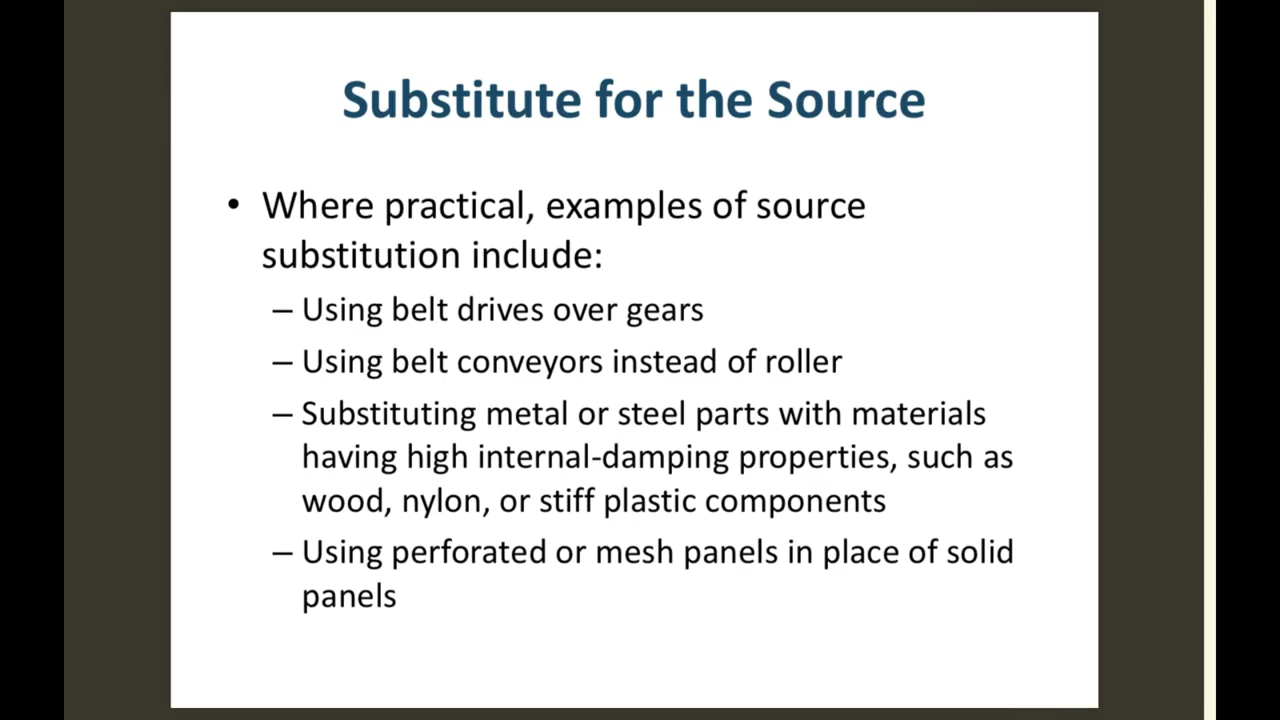 Substitute for the Source
• Where practical, examples of source
substitution include:
– Using belt drives over gears
– Using belt conveyors instead of roller
– Substituting metal or steel parts with materials
having high internal-damping properties, such as
wood, nylon, or stiff plastic components
– Using perforated or mesh panels in place of solid
panels